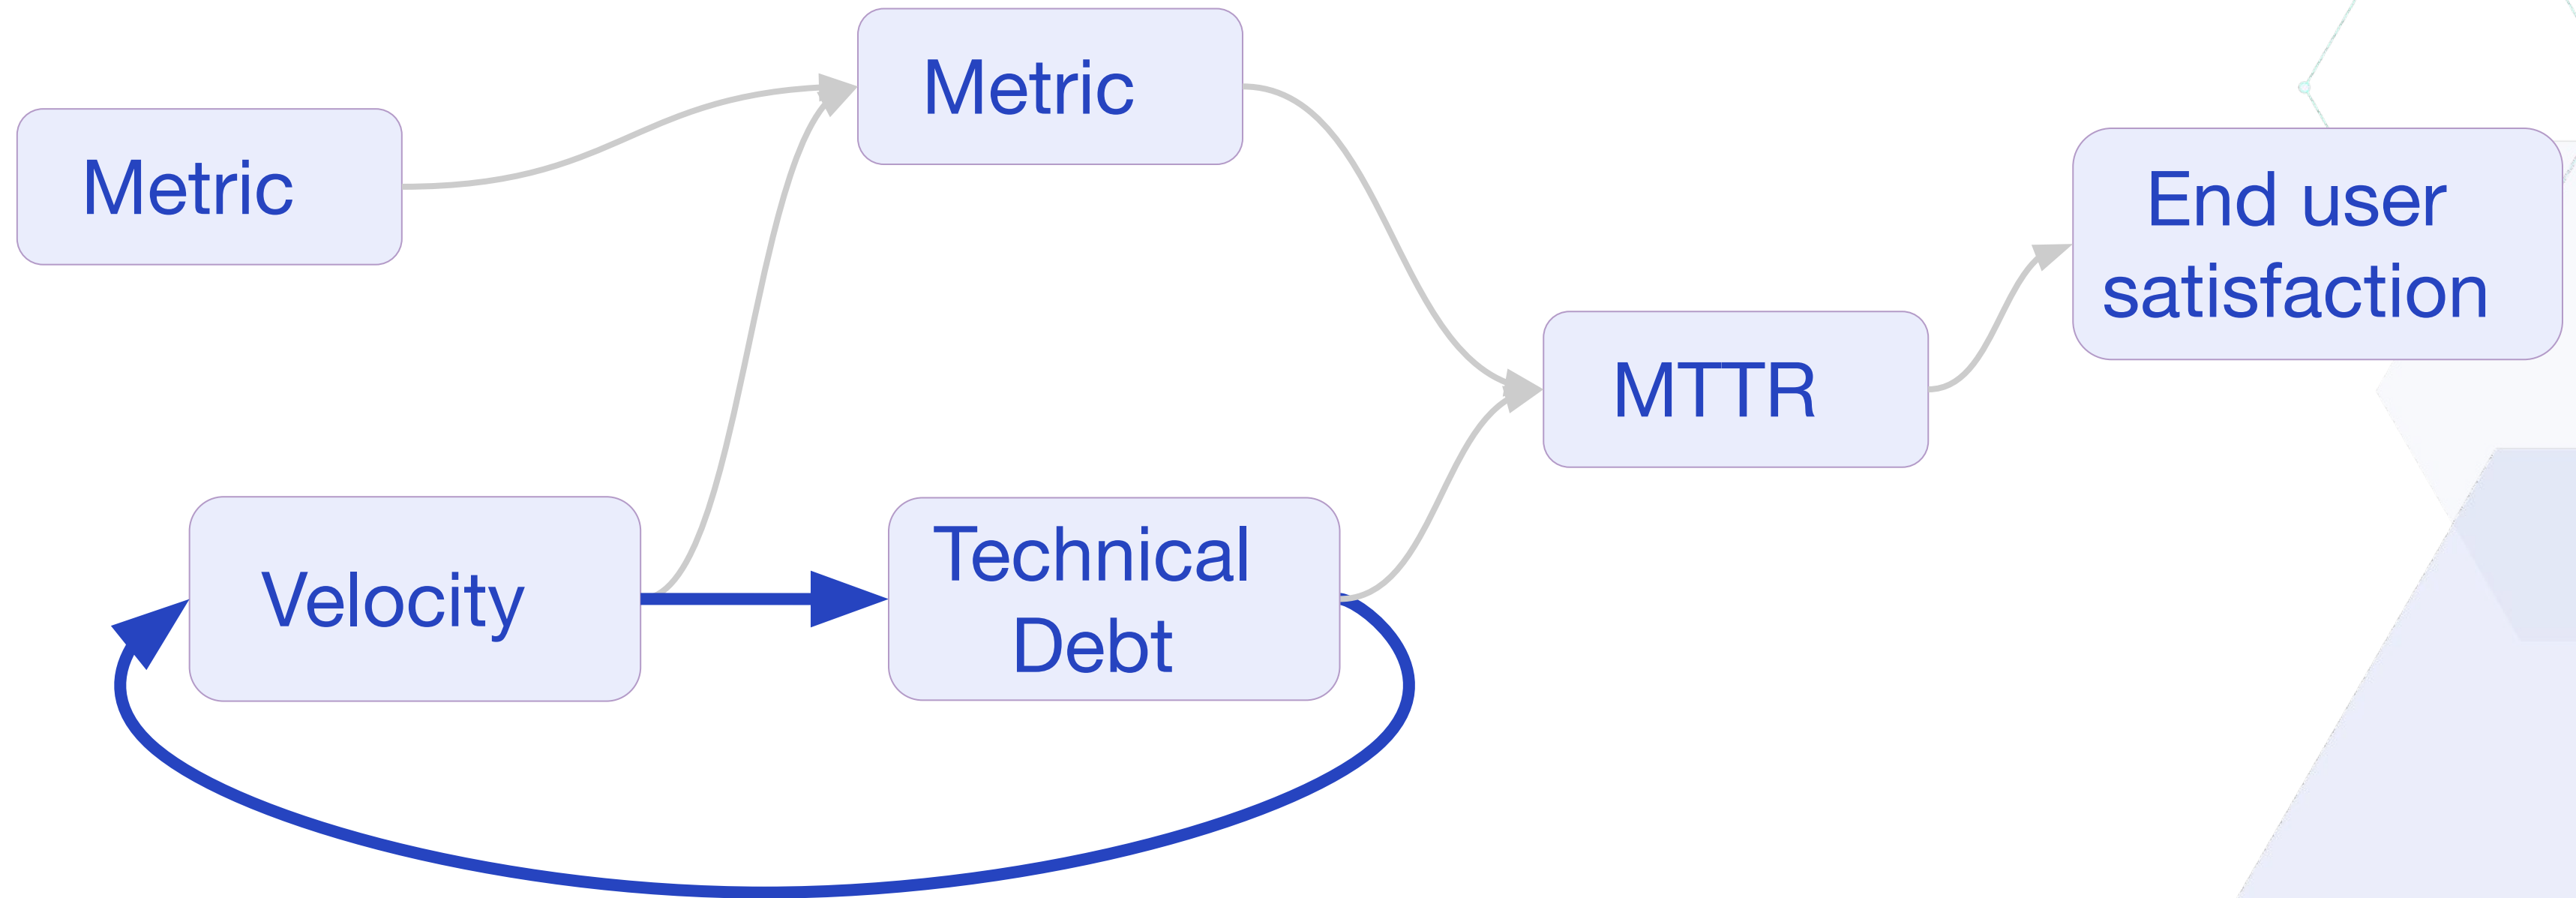 Metric
Metric
End user
satisfaction
MTTR
Velocity
Technical
Debt